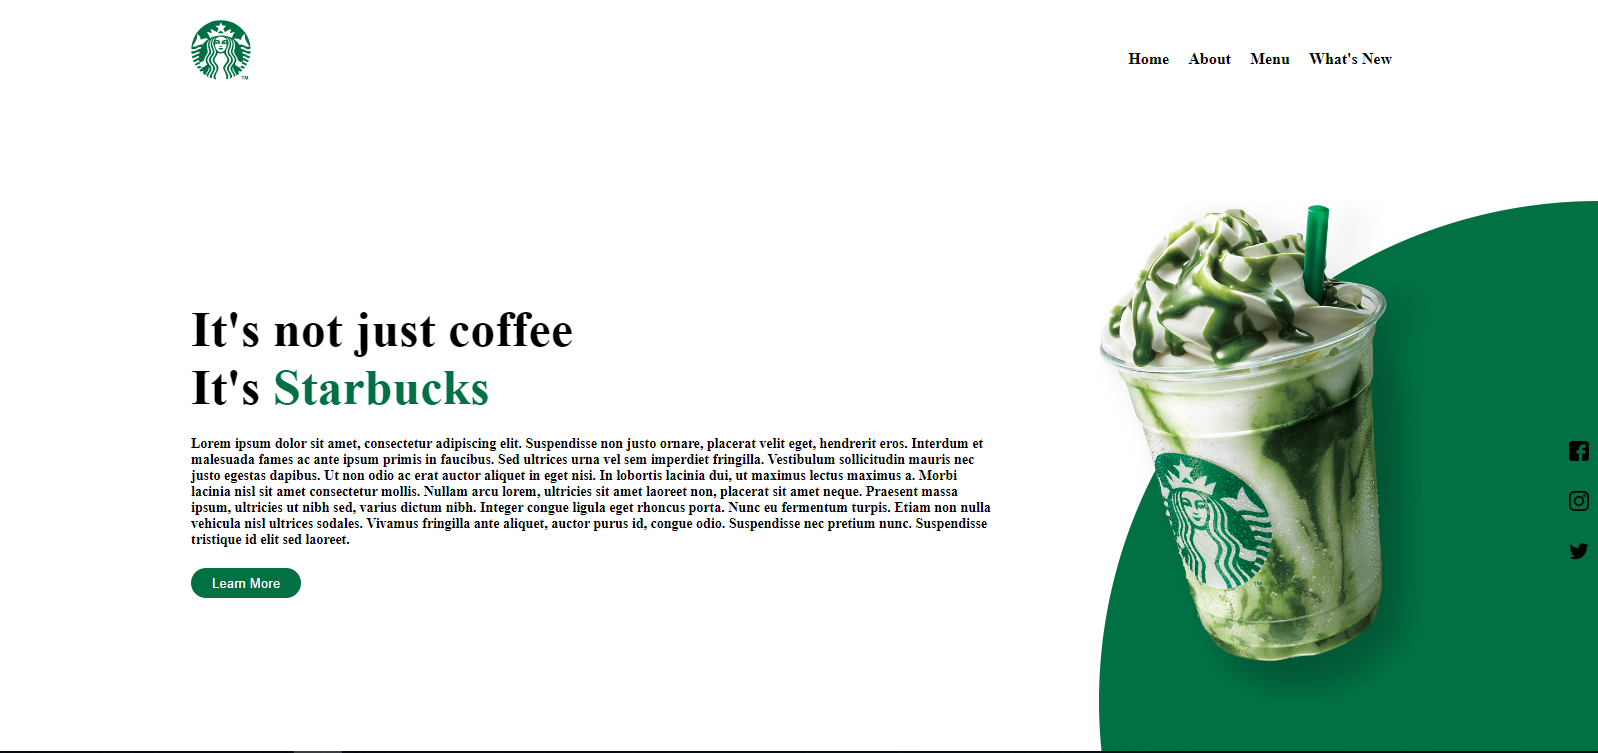 TM
Home About Menu What's New
It's not just coffee
It's Starbucks
Lorem ipsum dolor sit amet, consectetur adipiscing elit. Suspendisse non justo ornare, placerat velit eget, hendrerit eros. Interdum et
malesuada fames ac ante ipsum primis in faucibus. Sed ultrices urna vel sem imperdiet fringilla. Vestibulum sollicitudin mauris nec
justo egestas dapibus. Ut non odio ac erat auctor aliquet in eget nisi. In lobortis lacinia dui, ut maximus lectus maximus a. Morbi
lacinia nisl sit amet consectetur mollis. Nullam arcu lorem, ultricies sit amet laoreet non, placerat sit amet neque. Praesent massa
ipsum, ultricies ut nibh sed, varius dictum nibh. Integer congue ligula eget rhoncus porta. Nunc eu fermentum turpis. Etiam non nulla
vehicula nisl ultrices sodales. Vivamus fringilla ante aliquet, auctor purus id, congue odio. Suspendisse nec pretium nunc. Suspendisse
tristique id elit sed laoreet.
Learn More
TM